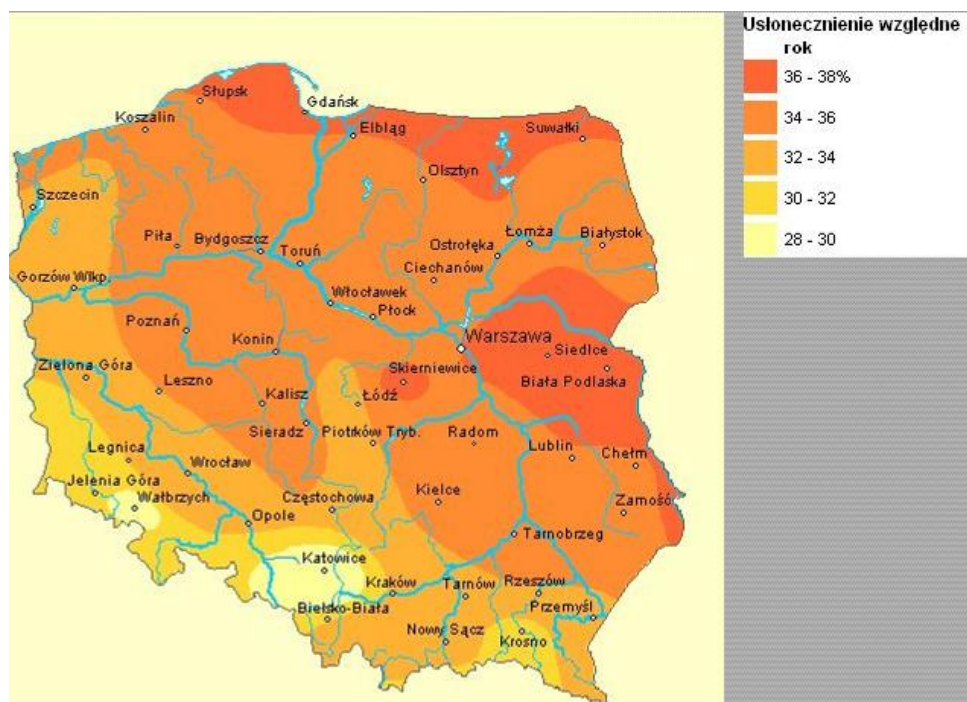 Usłonecznienie względne
rok
36 - 38%
34 - 36
32 - 34
30 - 32
28 - 30
Słupsk
Gdańsk
Koszalin
Elbląg
Suwałki
Olsztyn
Szczecin
Piła
Bydgoszcz
Toruń
Ostrołęka
Łomża
Białystok
Ciechanów
Gorzów Wlkp
Włocławek
Płock
Poznań
Konin
Warszawa
Siedlce
Skierniewice
Biała Podlaska
Zielona Góra
Leszno
Kalisz
Łódź
Sieradz
Piotrków Tryb.
Radom
Lublin
Chełm
Legnica
Wrocław
Jelenia Góra
Wałbrzych
Częstochowa
Kielce
Zamość
Opole
Tarnobrzeg
Katowice
Kraków
Tarnów
Rzeszów
Bielsko-Biała
Przemyśl
Nowy Sącz
Krosno